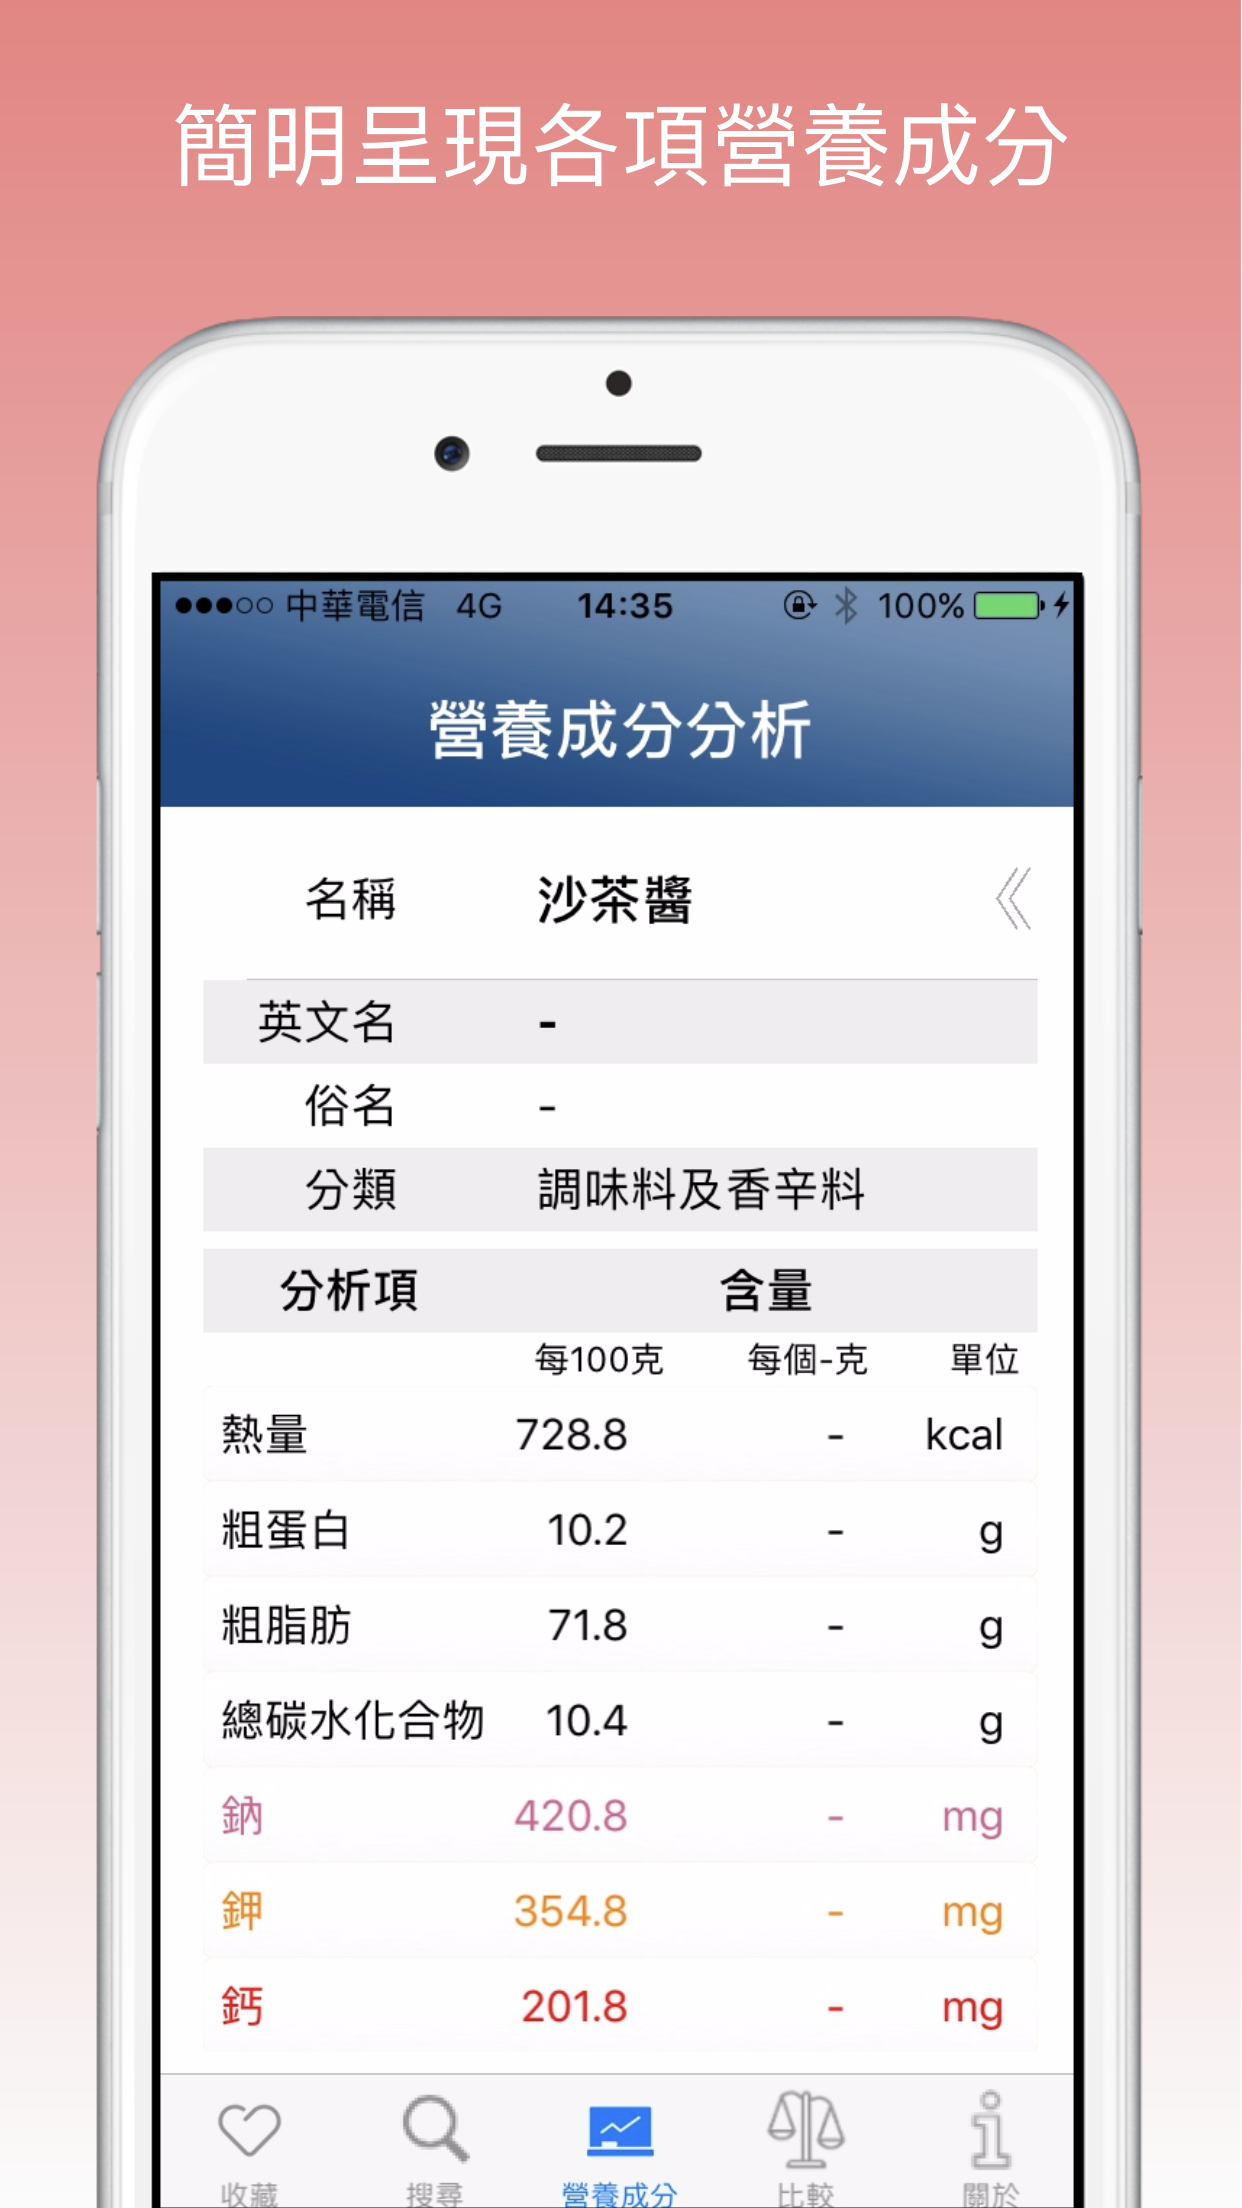 簡明呈現各項營養成分
中華電信 4G 14:35 100%
營養成分分析
名稱 沙茶醬
英文名 -
俗名 -
分類 調味料及香辛料
分析項 含量
每100克 每個-克 單位
熱量 728.8 - kcal
粗蛋白 10.2 - g
粗脂肪 71.8 - g
總碳水化合物 10.4 - g
鈉 420.8 - mg
鉀 354.8 - mg
鈣 201.8 - mg
收藏 搜尋 營養成分 比較 關於